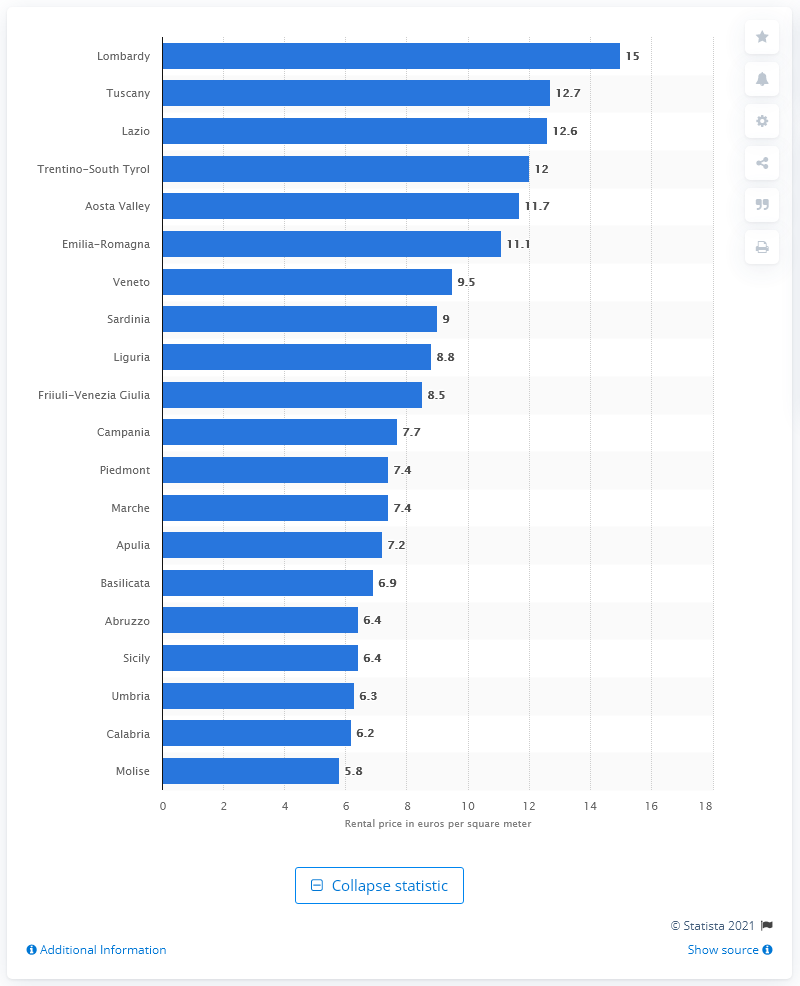 Lombardy 15
Tuscany 12.7
Lazio 12.6
Trentino-South Tyrol 12
Aosta Valley 11.7
Emilia-Romagna 11.1
Veneto 9.5
Sardinia 9
Liguria 8.8
Friiuli-Venezia Giulia 8.5
Campania 7.7
Piedmont 7.4
Marche 7.4
Apulia 7.2
Basilicata 6.9
Abruzzo 6.4
Sicily 6.4
Umbria 6.3
Calabria 6.2
Molise 5.8
0 2 4 6 8 10 12 14 16 18
Rental price in euros per square meter
Collapse statistic
© Statista 2021
Additional Information Show source